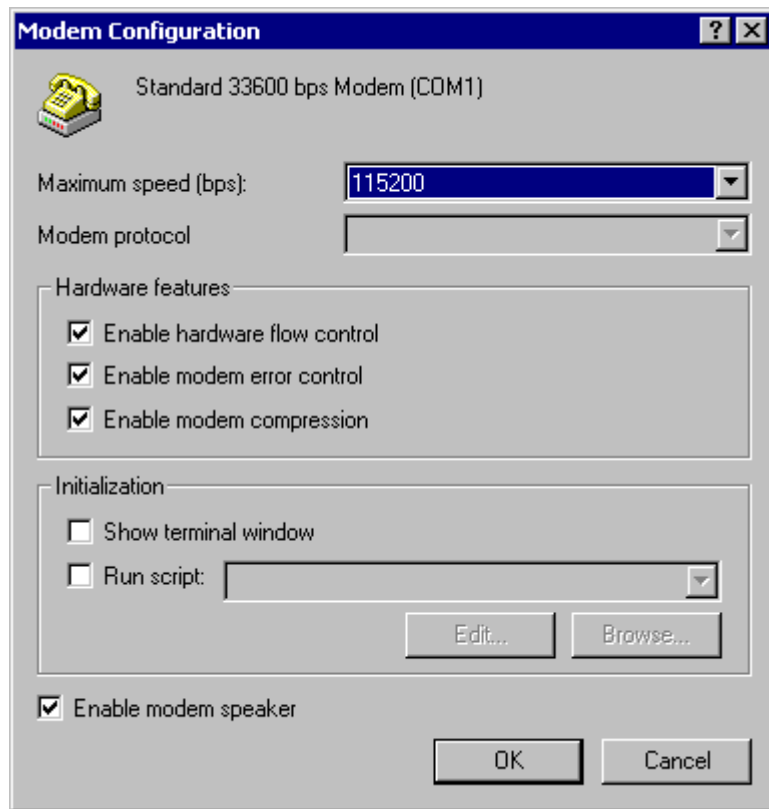 Modem Configuration
Standard 33600 bps Modem (COM1)
Maximum speed (bps): 115200
Modem protocol
Hardware features
Enable hardware flow control
Enable modem error control
Enable modem compression
Initialization
Show terminal window
Run script:
Edit... Browse...
Enable modem speaker
OK Cancel